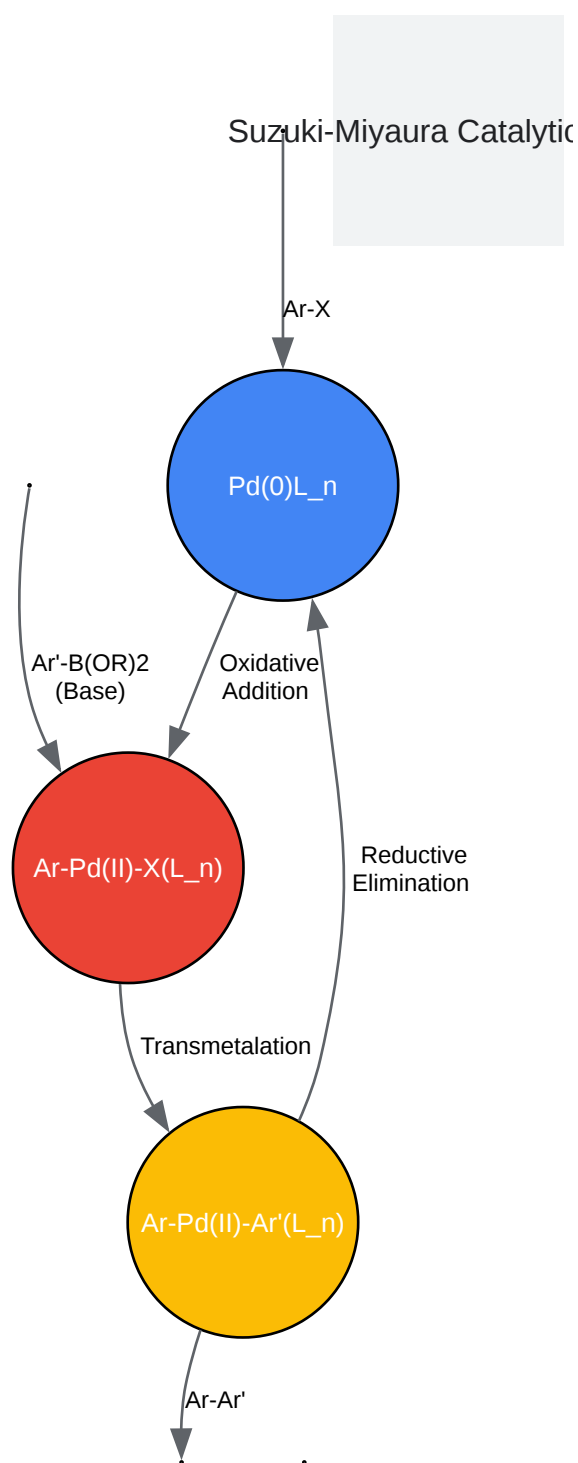 Suzuki-Miyaura Catalytic
Ar-X
Pd(0)L_n
Ar'-B(OR)2
(Base)
Oxidative
Addition
Ar-Pd(II)-X(L_n)
Reductive
Elimination
Transmetalation
Ar-Pd(II)-Ar'(L_n)
Ar-Ar'